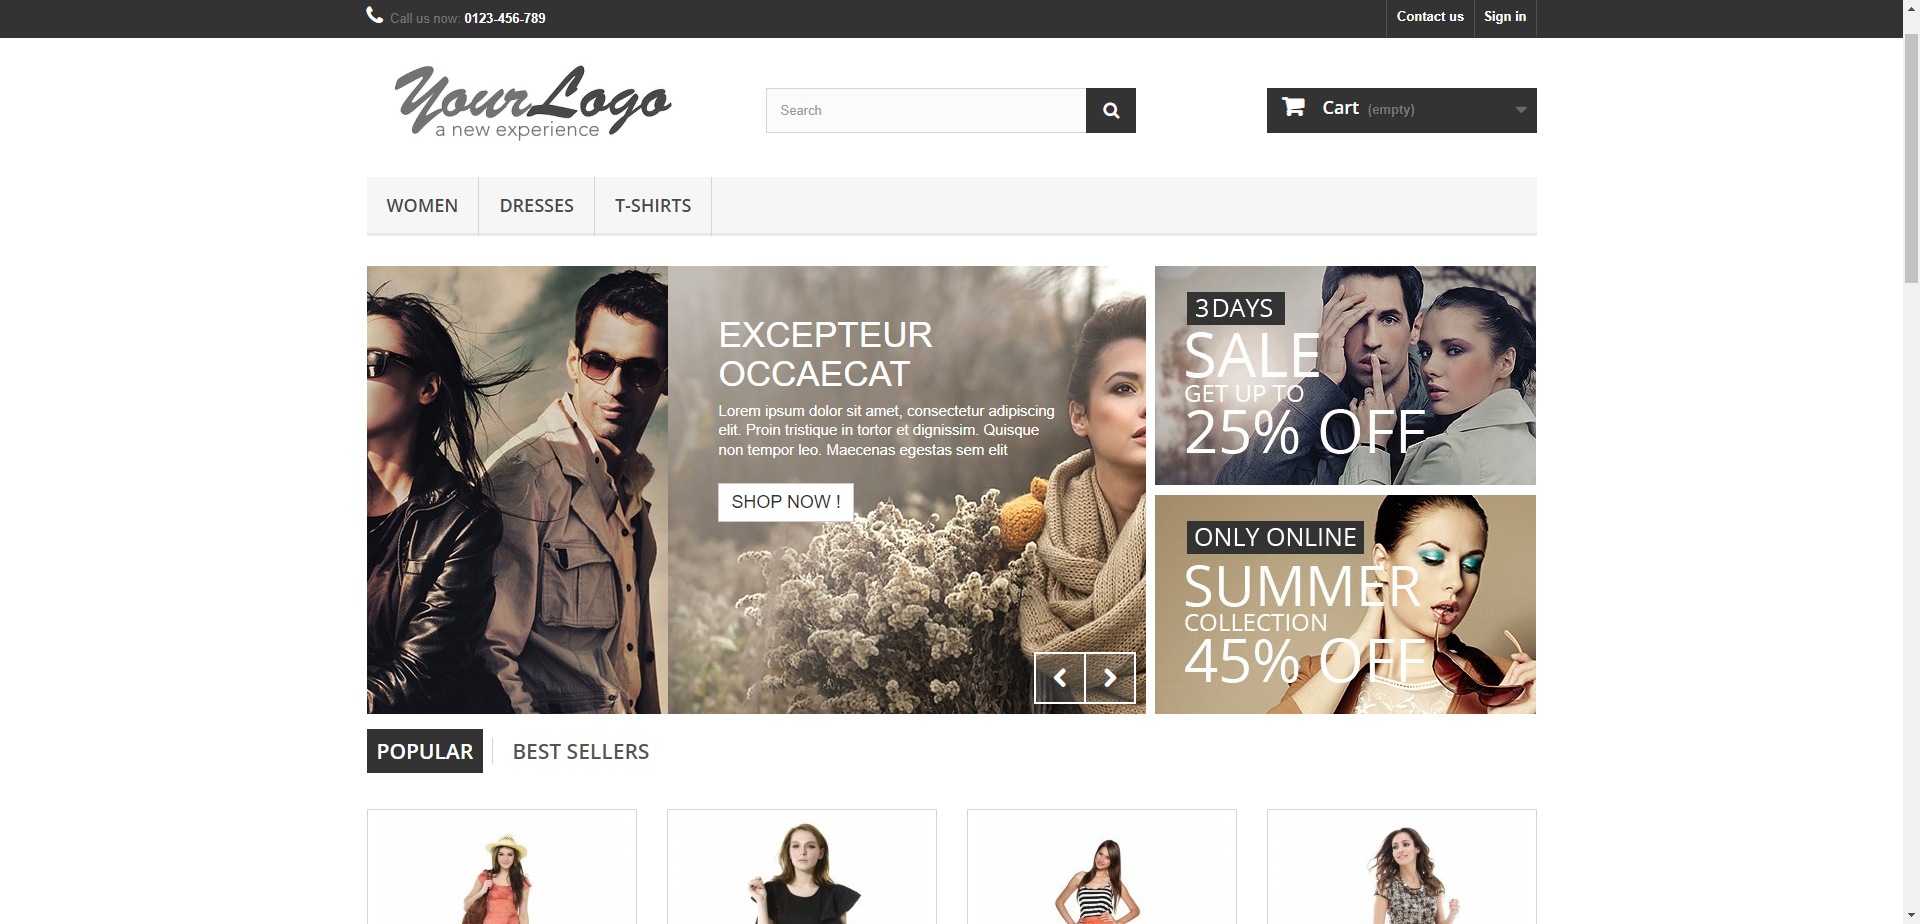 Call us now: 0123-456-789
Contact us
Sign in
Your Logo
a new experience
Search
Cart (empty)
WOMEN
DRESSES
T-SHIRTS
EXCEPTEUR
OCCAECAT
Lorem ipsum dolor sit amet, consectetur adipiscing
elit. Proin tristique in tortor et dignissim. Quisque
non tempor leo. Maecenas egestas sem elit
SHOP NOW !
3 DAYS
SALE
GET UP TO
25% OFF
ONLY ONLINE
SUMMER
COLLECTION
45% OFF
POPULAR
BEST SELLERS